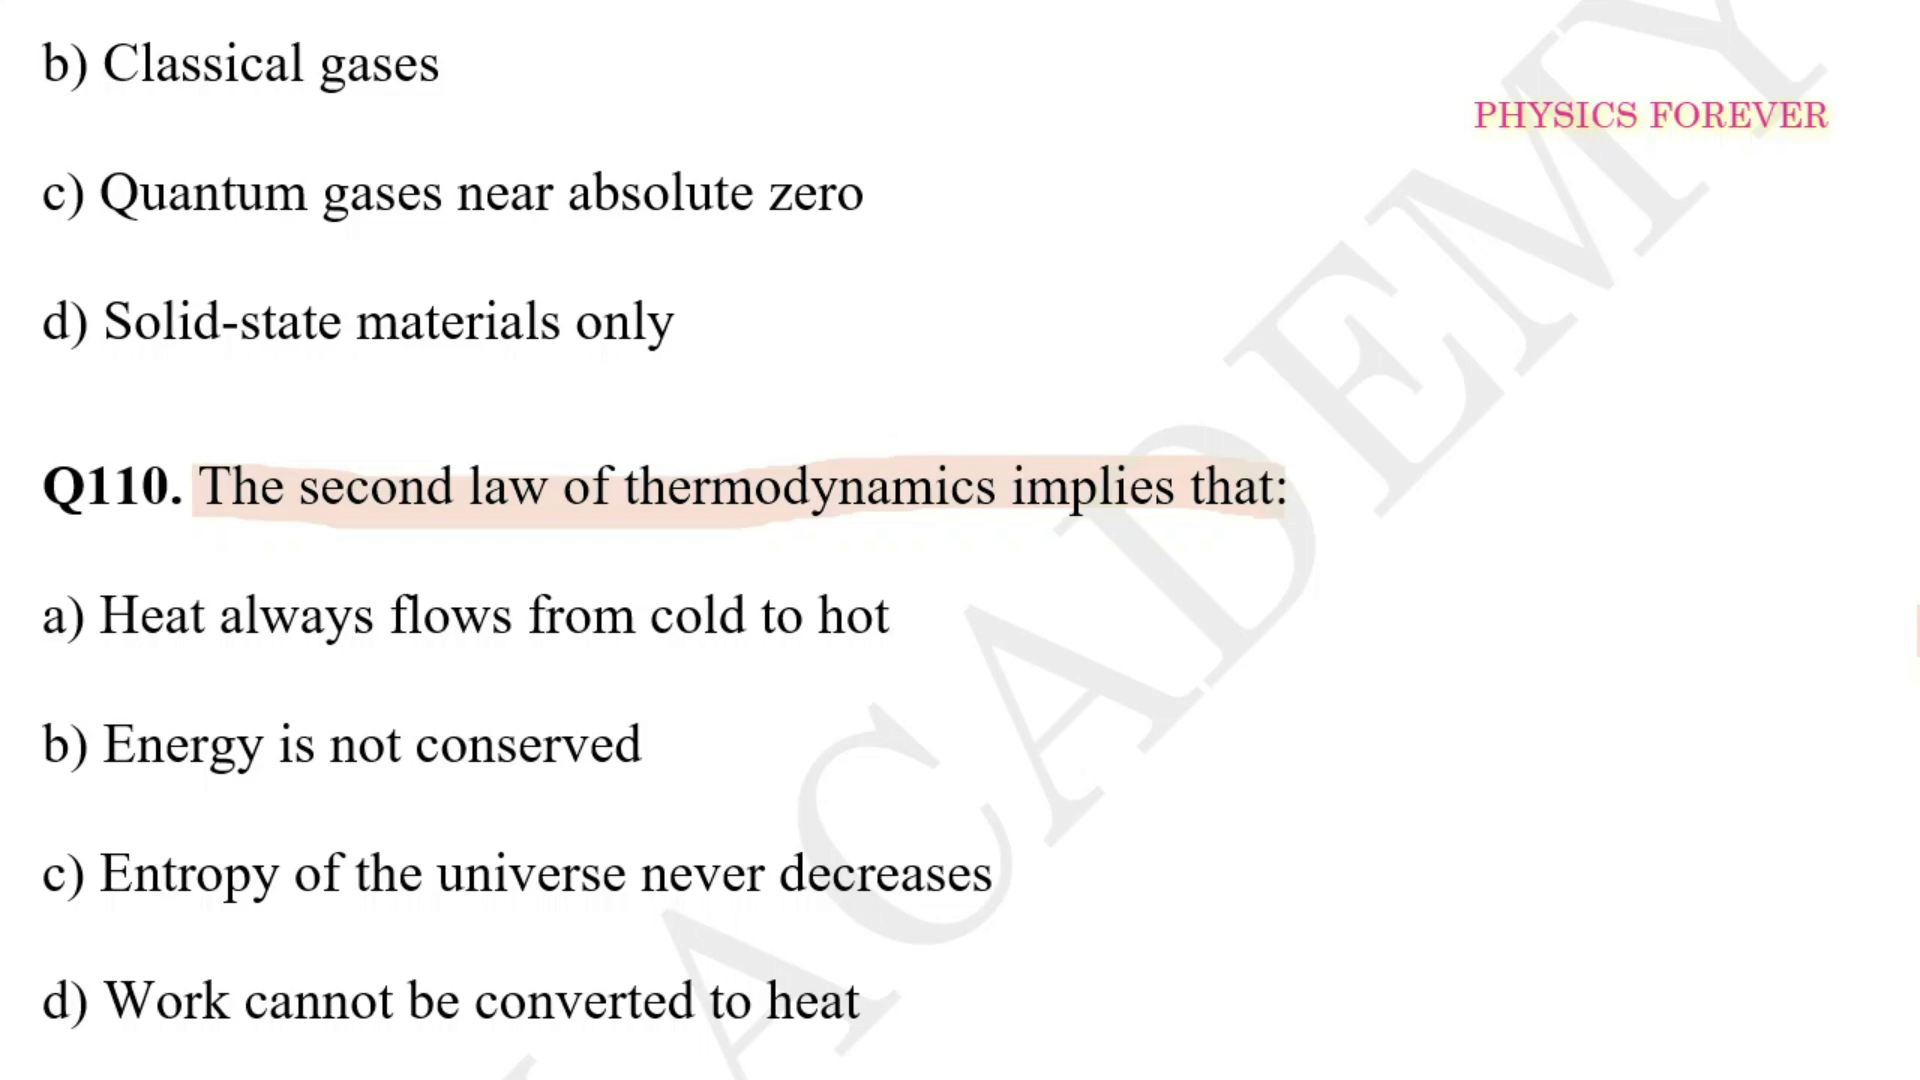 b) Classical gases
PHYSICS FOREVER
c) Quantum gases near absolute zero
d) Solid-state materials only
Q110. The second law of thermodynamics implies that:
a) Heat always flows from cold to hot
b) Energy is not conserved
c) Entropy of the universe never decreases
d) Work cannot be converted to heat
ACADEMY